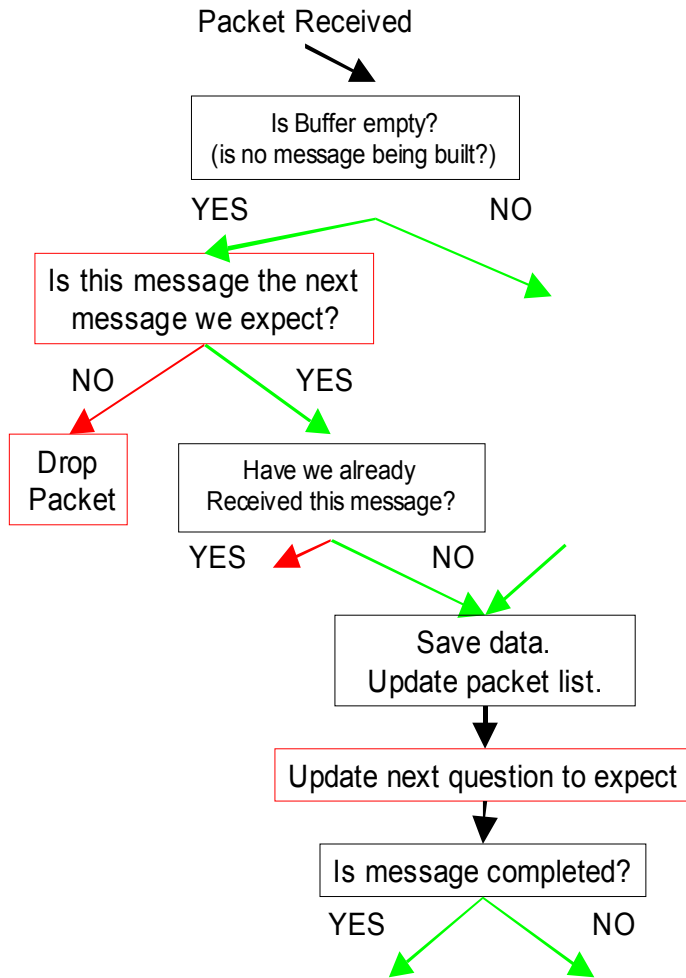 Packet Received
Is Buffer empty?
(is no message being built?)
YES
NO
Is this message the next
message we expect?
NO
YES
Drop
Packet
Have we already
Received this message?
YES
NO
Save data.
Update packet list.
Update next question to expect
Is message completed?
YES
NO